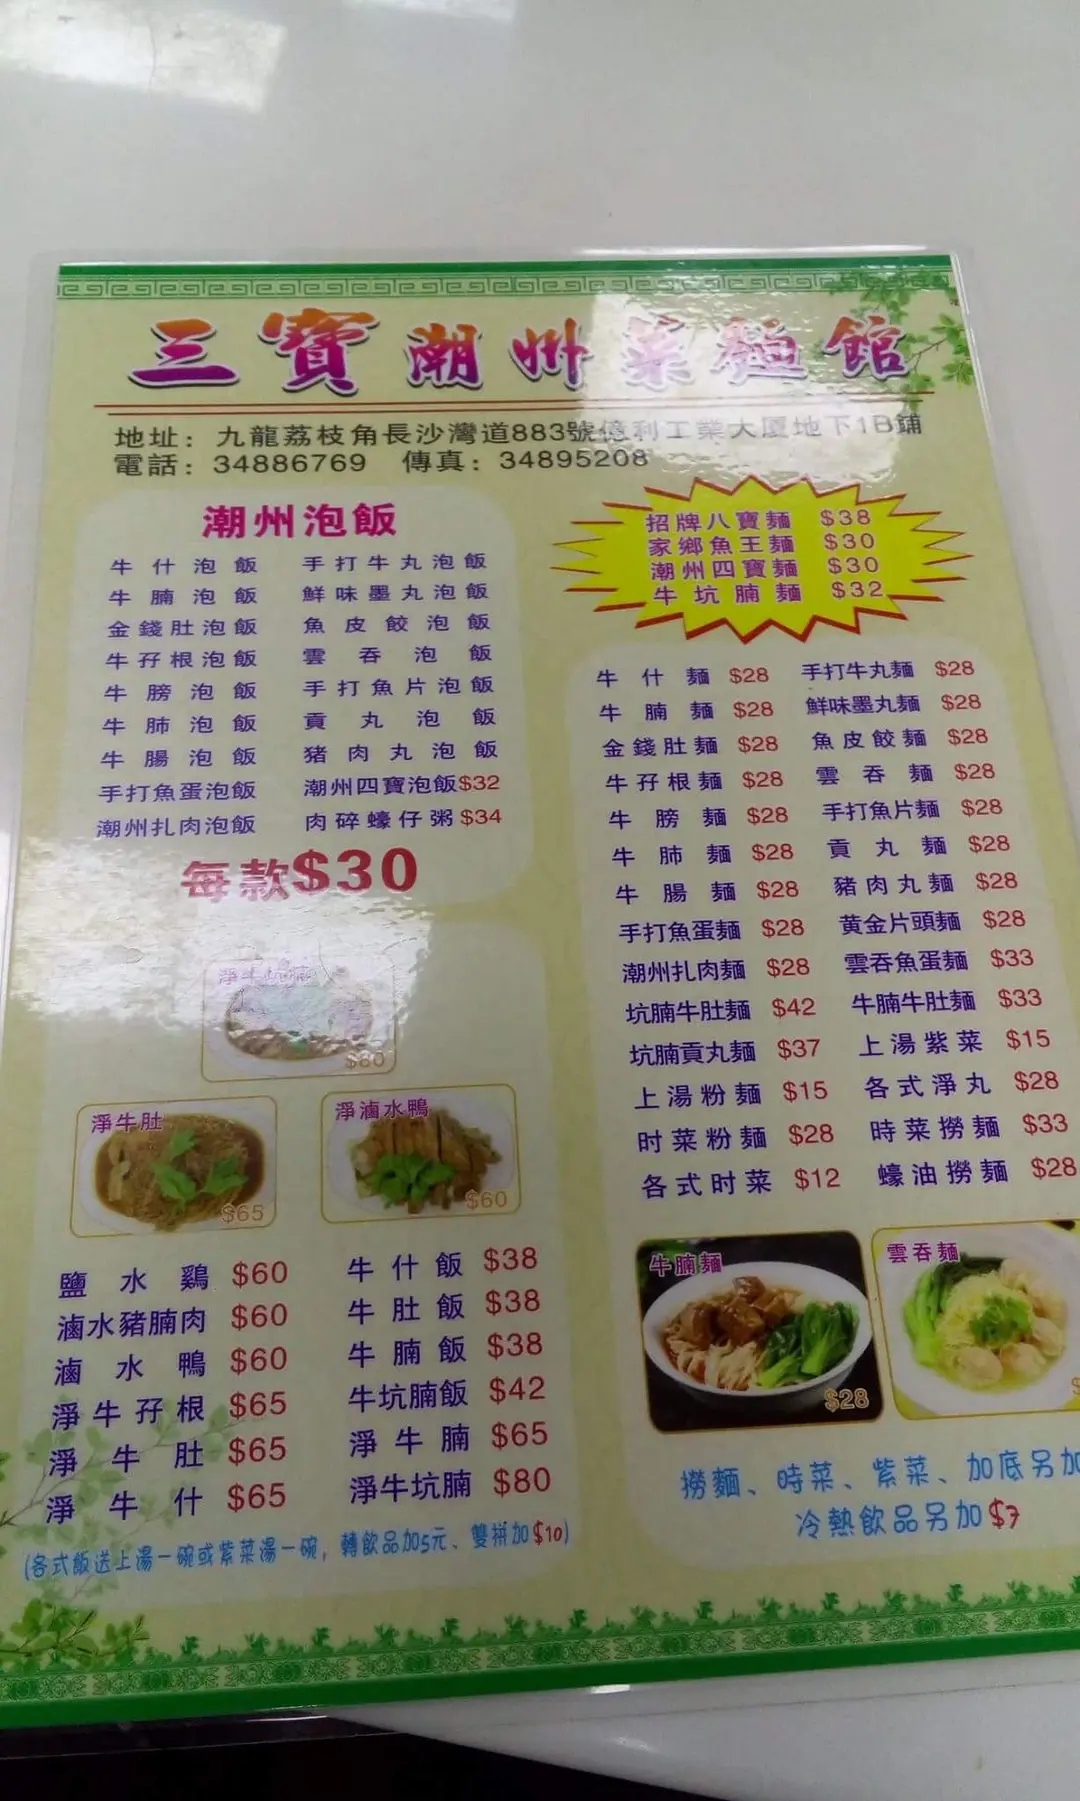 三寶潮州菜麵館
地址：九龍荔枝角長沙灣道883號億利工業大廈地下1B鋪
電話：34886769 傳真：34895208
潮州泡飯
牛什泡飯 手打牛丸泡飯
牛腩泡飯 鮮味墨丸泡飯
金錢肚泡飯 魚皮餃泡飯
牛孖根泡飯 雲吞泡飯
牛膀泡飯 手打魚片泡飯
牛肺泡飯 貢丸泡飯
牛腸泡飯 豬肉丸泡飯
手打魚蛋泡飯 潮州四寶泡飯$32
潮州扎肉泡飯 肉碎蠔仔粥$34
每款$30
$80
淨牛肚
$65
淨滷水鴨
$60
鹽水鷄 $60 牛什飯 $38
滷水豬腩肉 $60 牛肚飯 $38
滷水鴨 $60 牛腩飯 $38
淨牛孖根 $65 牛坑腩飯 $42
淨牛肚 $65 淨牛腩 $65
淨牛什 $65 淨牛坑腩 $80
(各式飯送上湯一碗或紫菜湯一碗，轉飲品加5元、雙拼加$10)
招牌八寶麵 $38
家鄉魚王麵 $30
潮州四寶麵 $30
牛坑腩麵 $32
牛什麵 $28 手打牛丸麵 $28
牛腩麵 $28 鮮味墨丸麵 $28
金錢肚麵 $28 魚皮餃麵 $28
牛孖根麵 $28 雲吞麵 $28
牛膀麵 $28 手打魚片麵 $28
牛肺麵 $28 貢丸麵 $28
牛腸麵 $28 豬肉丸麵 $28
手打魚蛋麵 $28 黃金片頭麵 $28
潮州扎肉麵 $28 雲吞魚蛋麵 $33
坑腩牛肚麵 $42 牛腩牛肚麵 $33
坑腩貢丸麵 $37 上湯紫菜 $15
上湯粉麵 $15 各式淨丸 $28
时菜粉麵 $28 時菜撈麵 $33
各式时菜 $12 蠔油撈麵 $28
牛腩麵
$28
雲吞麵
撈麵、時菜、紫菜、加底另加
冷熱飲品另加$7